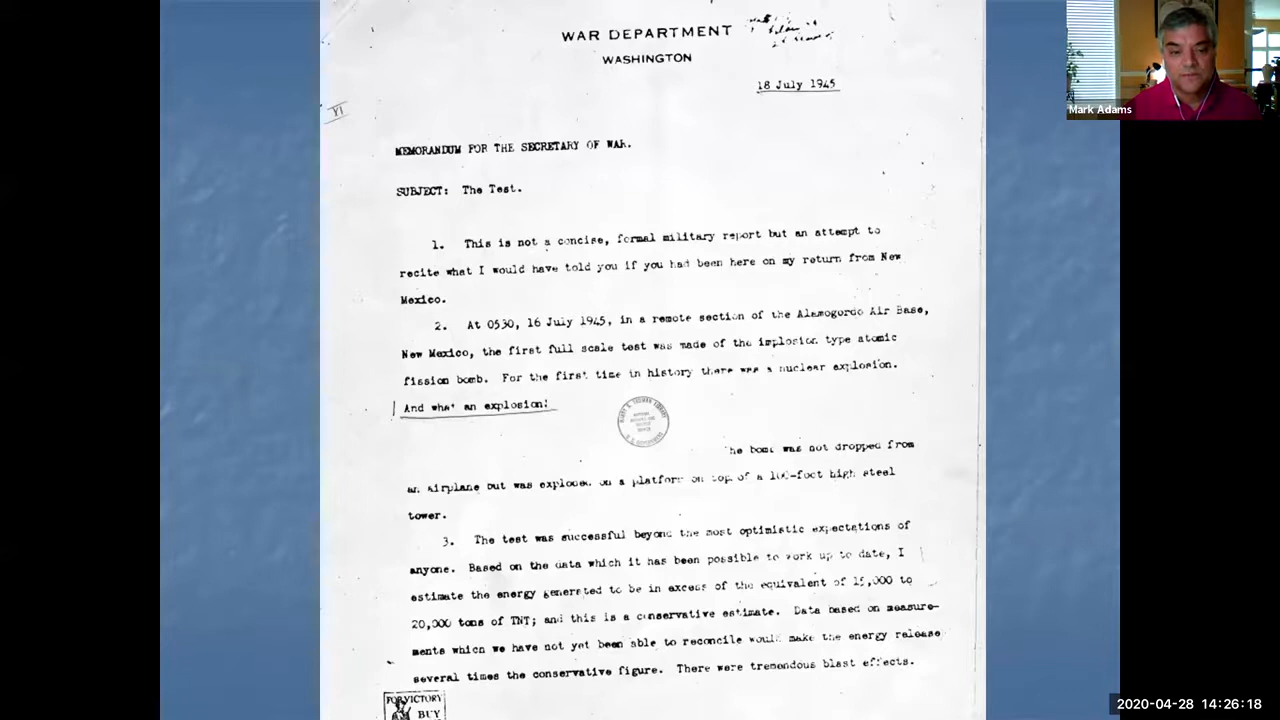 WAR DEPARTMENT
WASHINGTON
18 July 1945
VI
MEMORANDUM FOR THE SECRETARY OF WAR.
SUBJECT: The Test.
1. This is not a concise, formal military report but an attempt to
recite what I would have told you if you had been here on my return from New
Mexico.
2. At 0530, 16 July 1945, in a remote section of the Alamogordo Air Base,
New Mexico, the first full scale test was made of the implosion type atomic
fission bomb. For the first time in history there was a nuclear explosion.
And what an explosion!
HARRY S. TRUMAN LIBRARY
he bomb was not dropped from
an airplane but was exploded on a platform on top of a 100-foot high steel
tower.
3. The test was successful beyond the most optimistic expectations of
anyone. Based on the data which it has been possible to work up to date, I
estimate the energy generated to be in excess of the equivalent of 15,000 to
20,000 tons of TNT; and this is a conservative estimate. Data based on measure-
ments which we have not yet been able to reconcile would make the energy release
several times the conservative figure. There were tremendous blast effects.
FOR VICTORY
BUY
Mark Adams
2020-04-28 14:26:18